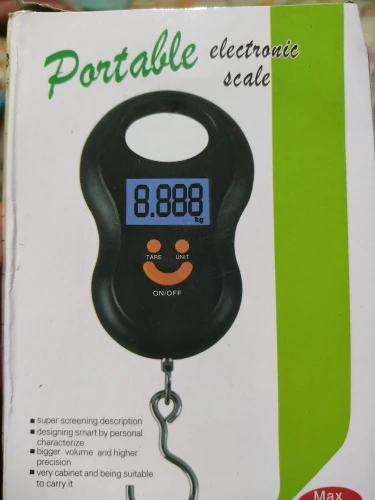 Portable electronic
scale
8.888
kg
TARE UNIT
ON/OFF
super screening description
designing smart by personal
characterize
bigger volume and higher
precision
very cabinet and being suitable
to carry it
Max